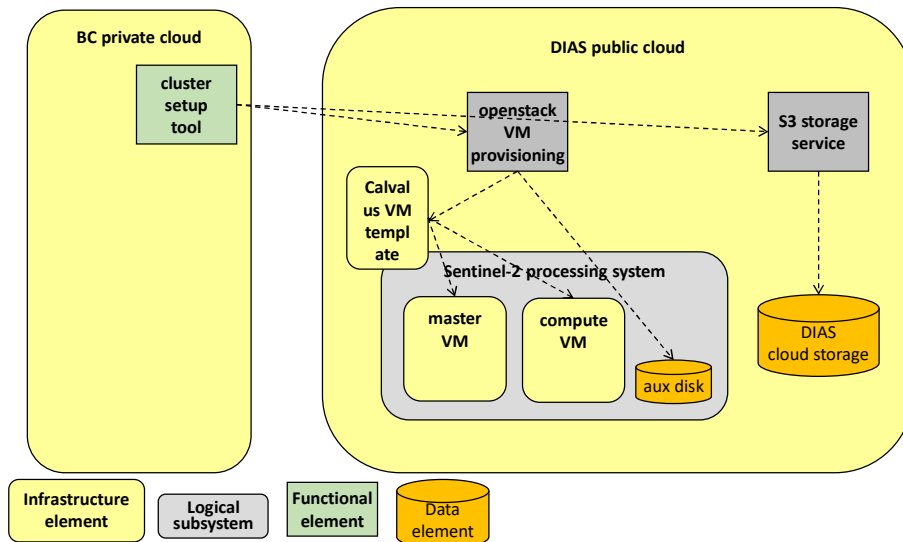 BC private cloud
DIAS public cloud
cluster
setup
tool
openstack
VM
provisioning
S3 storage
service
Calval
us VM
templ
ate
Sentinel-2 processing system
master
VM
compute
VM
aux disk
DIAS
cloud storage
Infrastructure
element
Logical
subsystem
Functional
element
Data
element